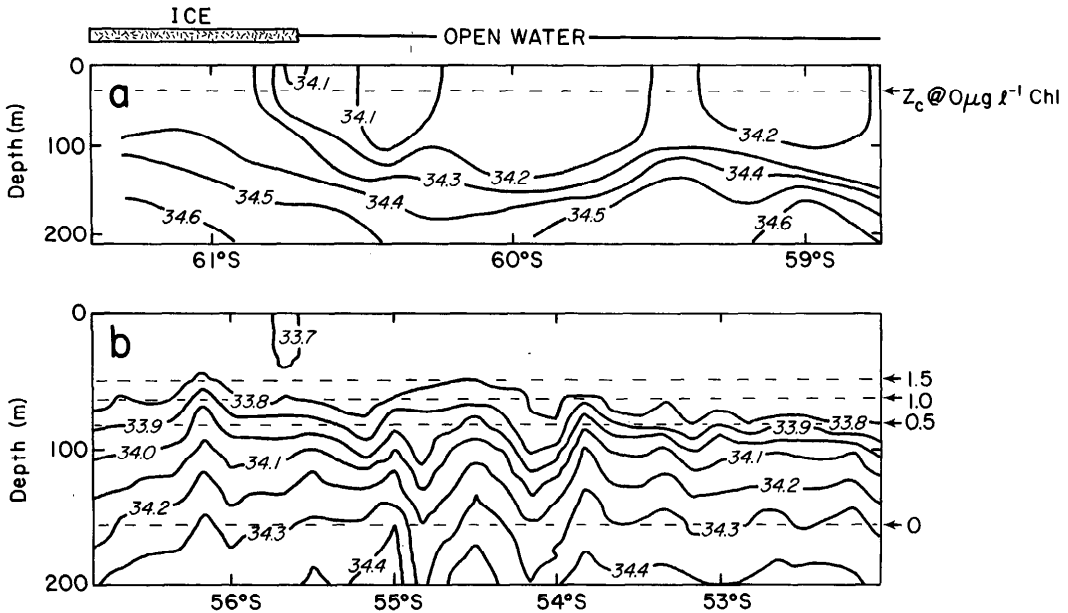 ICE
OPEN WATER
a
0
100
200
Depth (m)
34.1
34.1
34.2
34.3
34.2
34.4
34.4
34.5
34.5
34.6
34.6
Z_c @ 0 µg ℓ⁻¹ Chl
61°S
60°S
59°S
b
0
100
200
Depth (m)
33.7
33.8
33.9
33.8
33.9
34.0
34.1
34.1
34.2
34.2
34.3
34.3
34.4
34.4
1.5
1.0
0.5
0
56°S
55°S
54°S
53°S